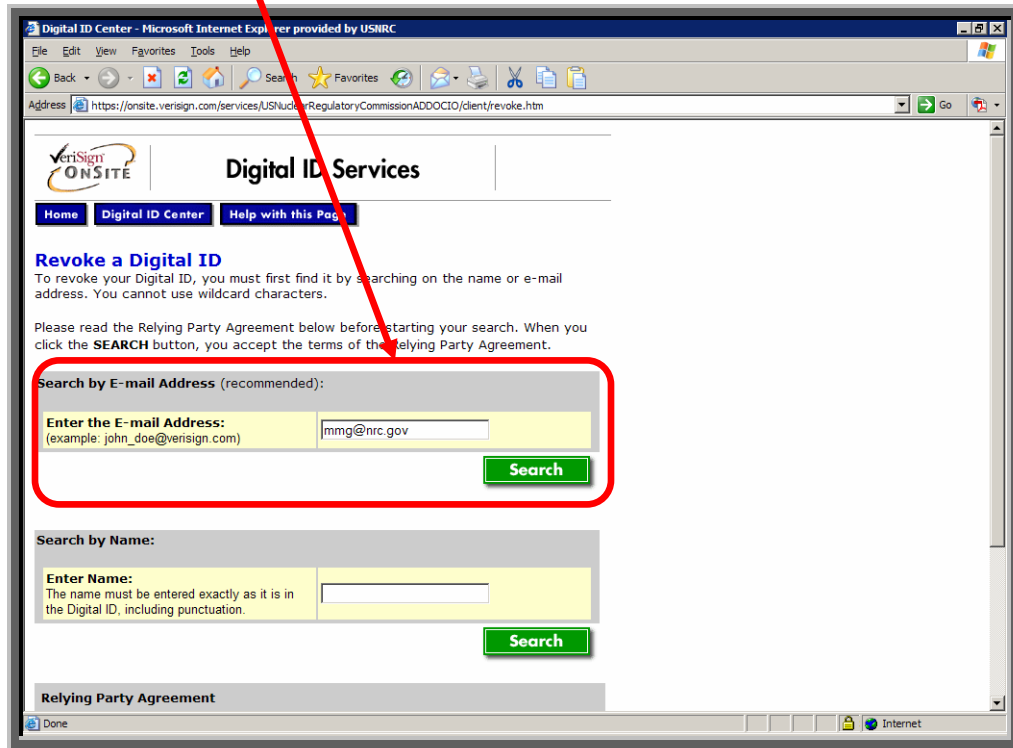 Digital ID Center - Microsoft Internet Explorer provided by USNRC
File Edit View Favorites Tools Help
Back Search Favorites
Address https://onsite.verisign.com/services/USNuclearRegulatoryCommissionADDOCIO/client/revoke.htm Go
VeriSign
ONSITE
Digital ID Services
Home Digital ID Center Help with this Page
Revoke a Digital ID
To revoke your Digital ID, you must first find it by searching on the name or e-mail
address. You cannot use wildcard characters.
Please read the Relying Party Agreement below before starting your search. When you
click the SEARCH button, you accept the terms of the Relying Party Agreement.
Search by E-mail Address (recommended):
Enter the E-mail Address:
(example: john_doe@verisign.com)
mmg@nrc.gov
Search
Search by Name:
Enter Name:
The name must be entered exactly as it is in
the Digital ID, including punctuation.
Search
Relying Party Agreement
Done Internet